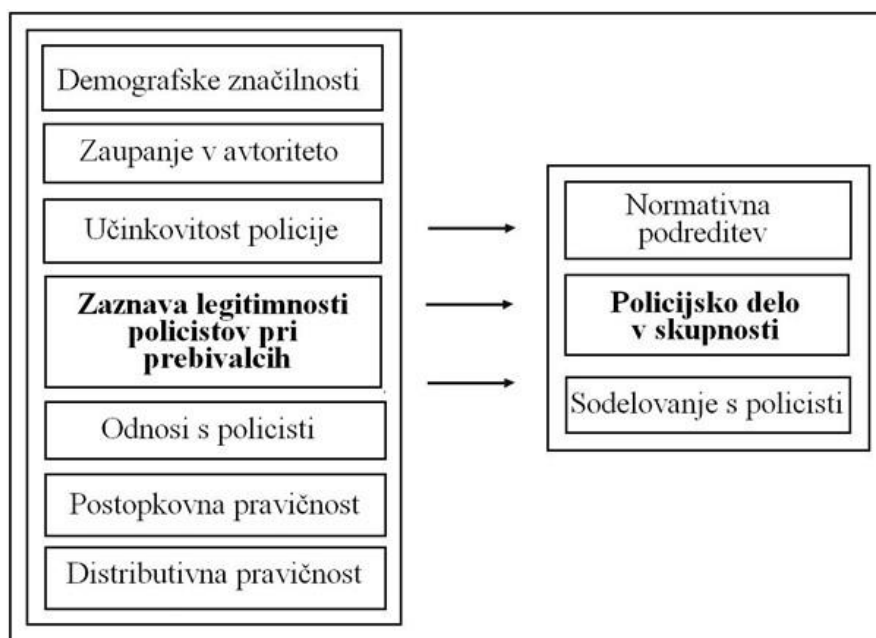 Demografske značilnosti
Zaupanje v avtoriteto
Učinkovitost policije
Zaznava legitimnosti
policistov pri
prebivalcih
Odnosi s policisti
Postopkovna pravičnost
Distributivna pravičnost
Normativna
podreditev
Policijsko delo
v skupnosti
Sodelovanje s policisti